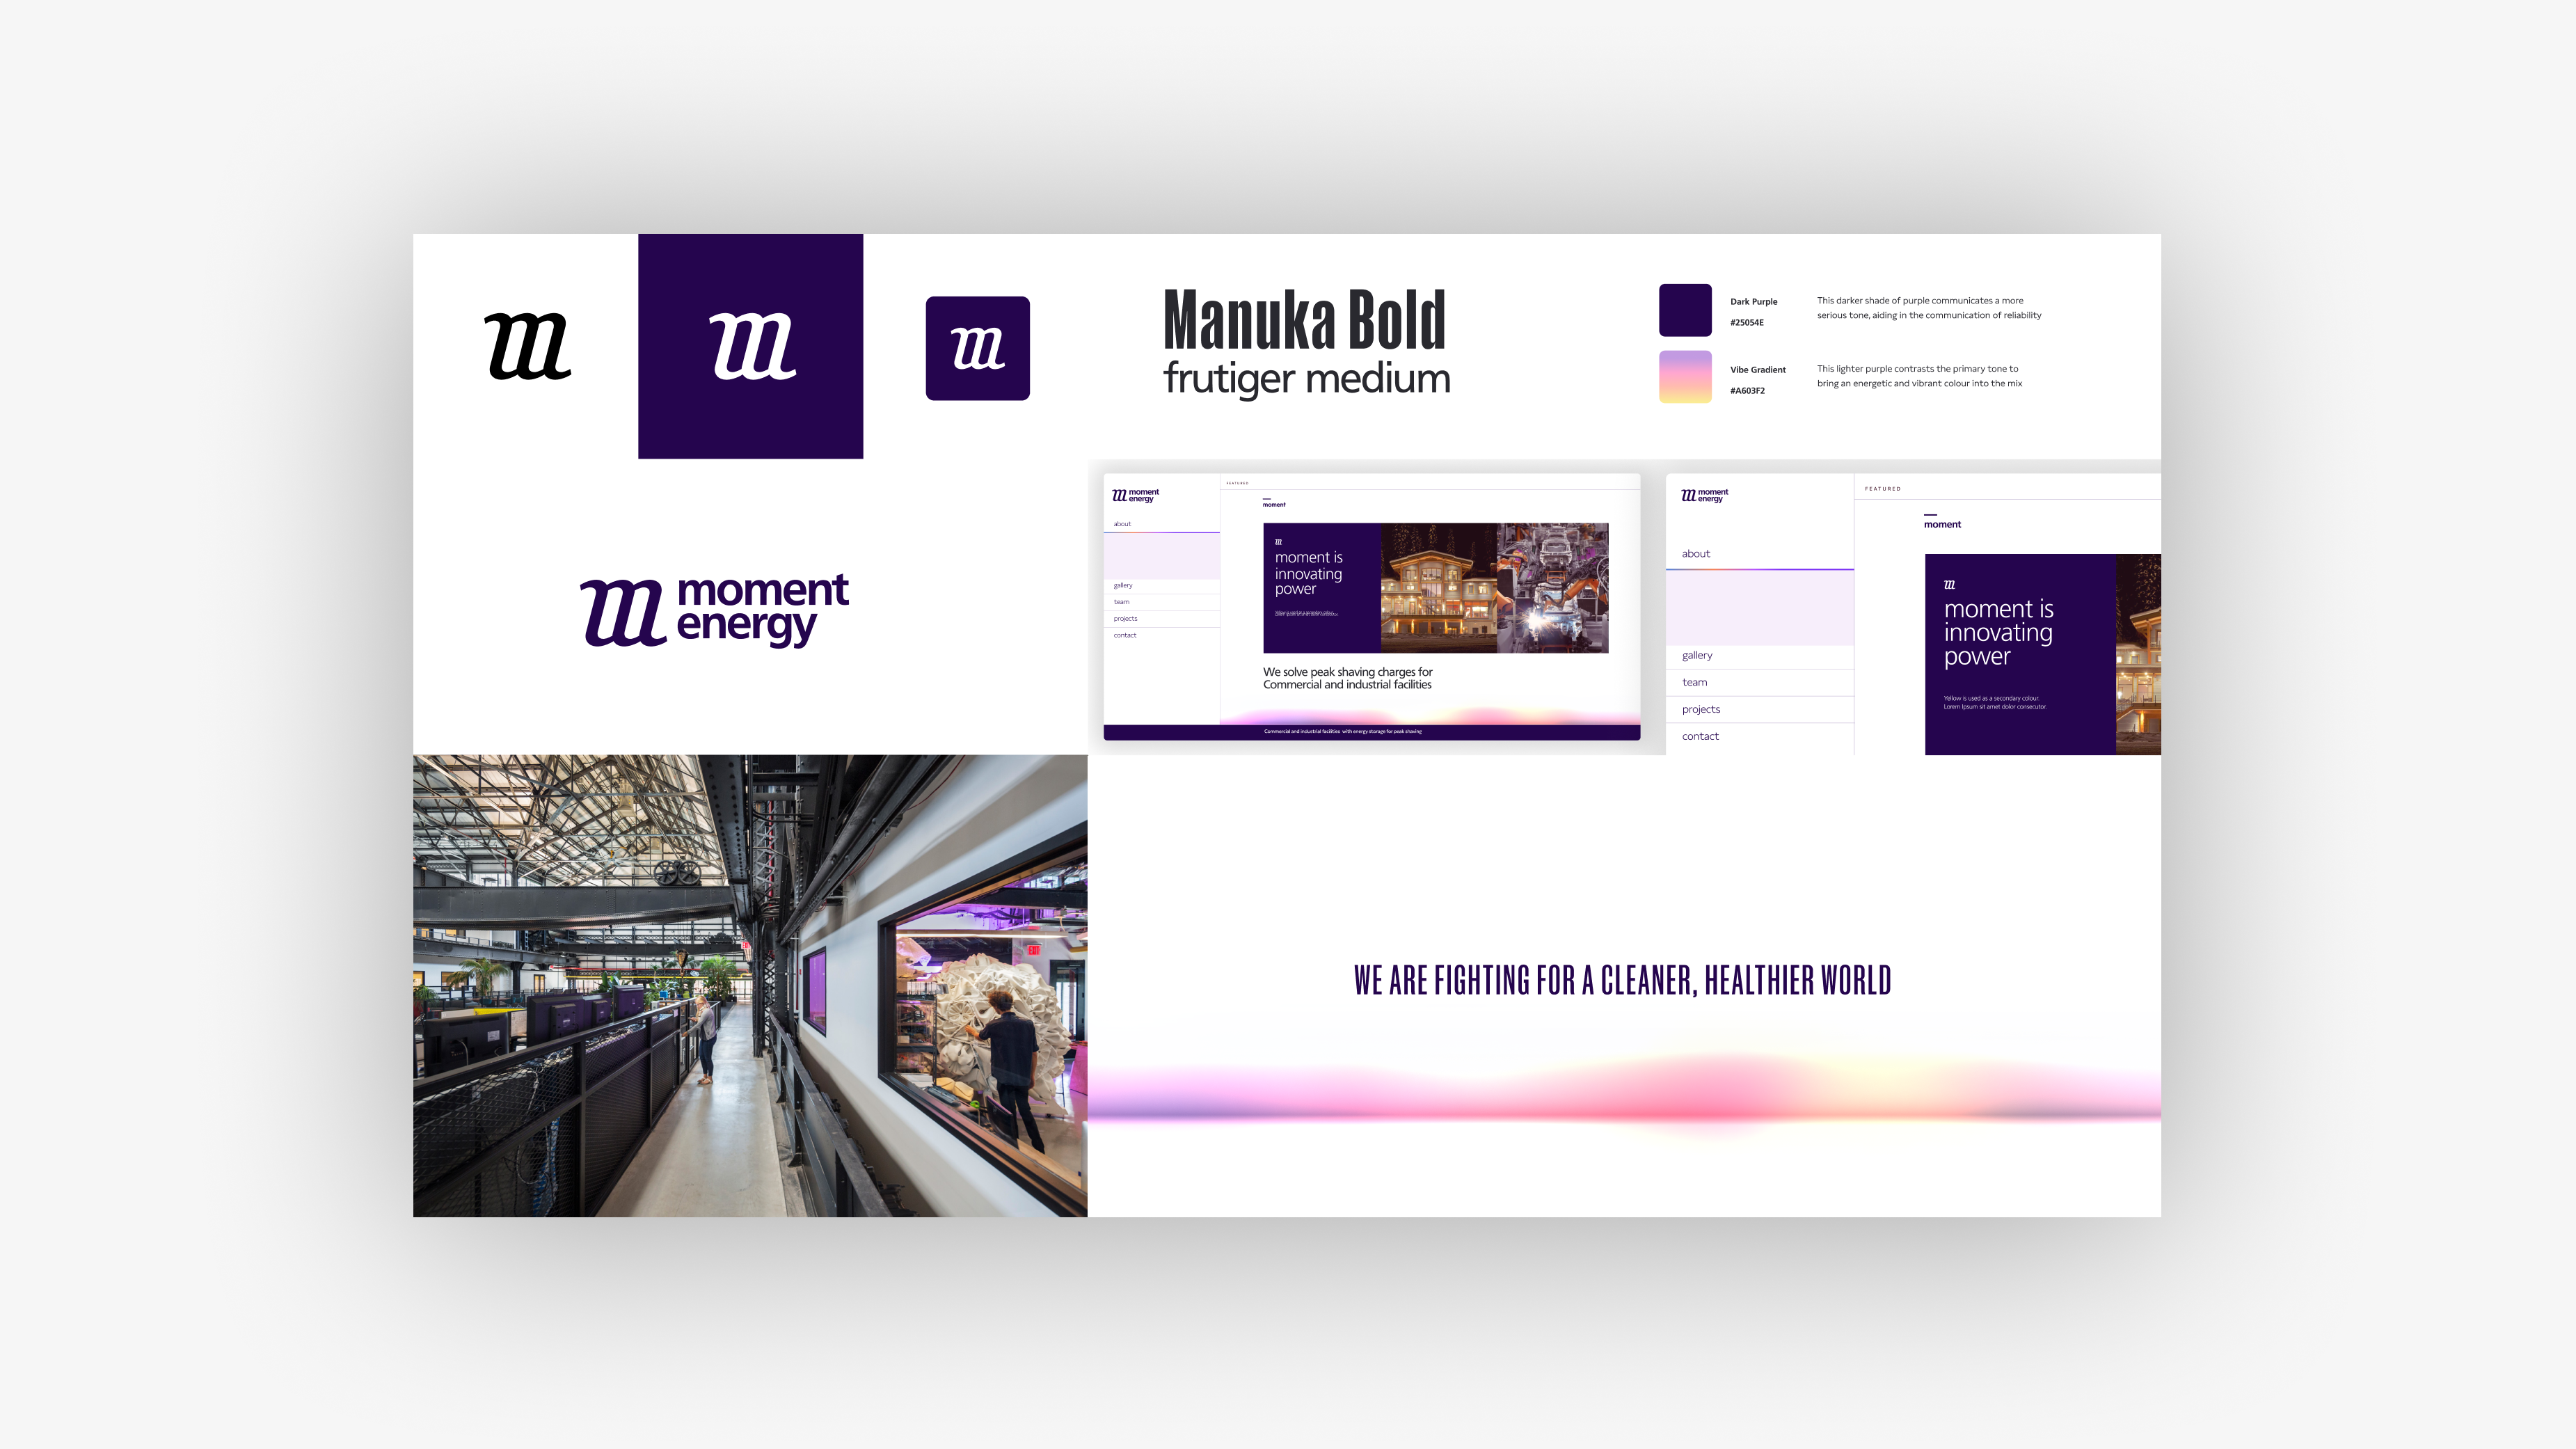 m
m
m
Manuka Bold
frutiger medium
Dark Purple
#25054E
This darker shade of purple communicates a more
serious tone, aiding in the communication of reliability
Vibe Gradient
#A603F2
This lighter purple contrasts the primary tone to
bring an energetic and vibrant colour into the mix
m moment
energy
m moment
energy
about
gallery
team
projects
contact
FEATURED
moment
m
moment is
innovating
power
We solve peak shaving charges for
Commercial and industrial facilities
Commercial and industrial facilities with energy storage for peak shaving
m moment
energy
about
gallery
team
projects
contact
FEATURED
moment
m
moment is
innovating
power
Yellow is used as a secondary colour.
Lorem Ipsum sit amet dolor consecutor.
EXIT
WE ARE FIGHTING FOR A CLEANER, HEALTHIER WORLD